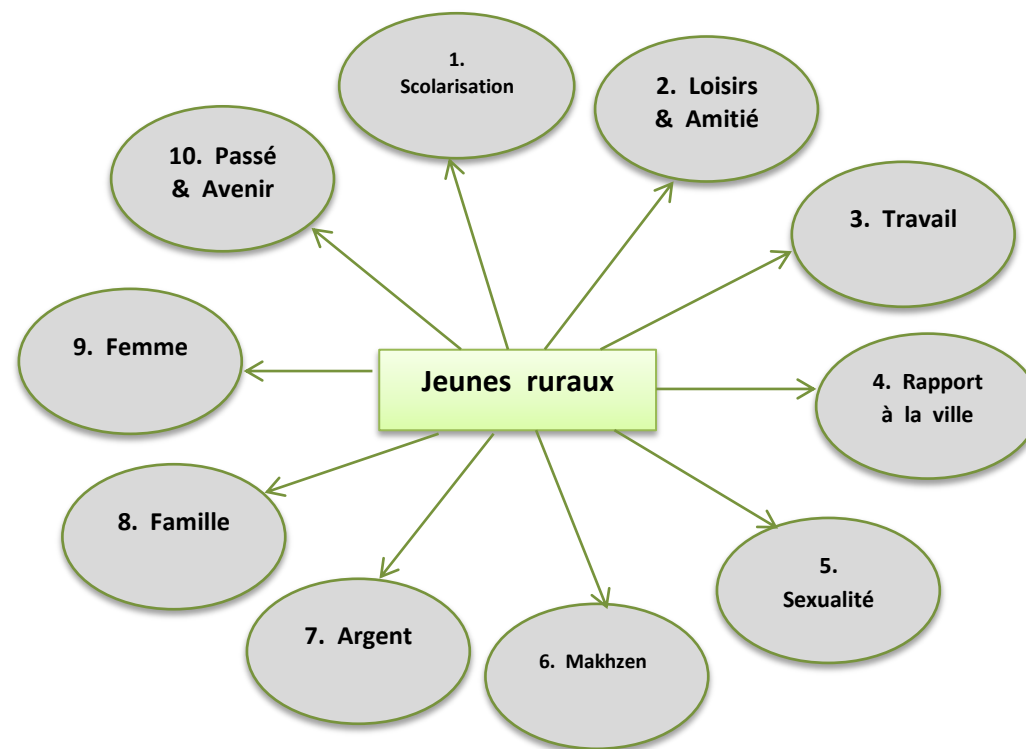 1.
Scolarisation
2. Loisirs
& Amitié
3. Travail
4. Rapport
à la ville
5.
Sexualité
6. Makhzen
7. Argent
8. Famille
9. Femme
10. Passé
& Avenir
Jeunes ruraux